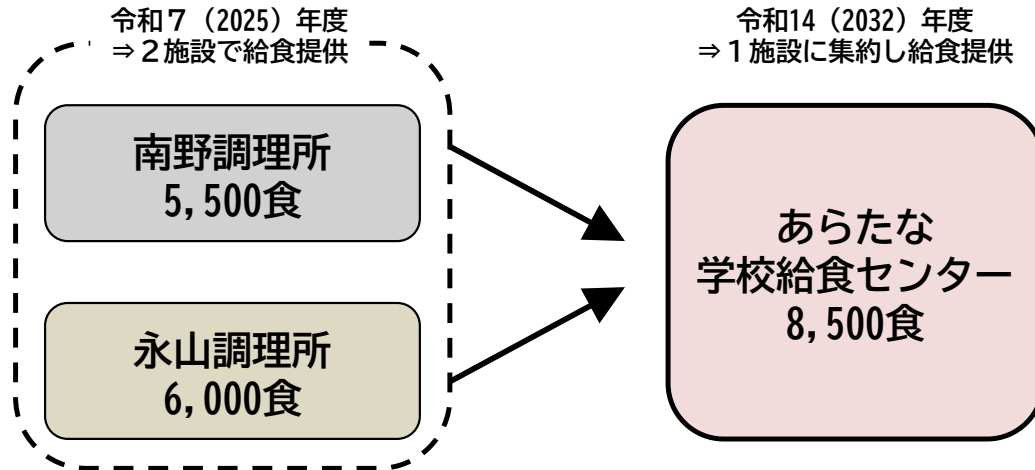 令和７（2025）年度
⇒２施設で給食提供
南野調理所
5,500食
永山調理所
6,000食
令和14（2032）年度
⇒１施設に集約し給食提供
あらたな
学校給食センター
8,500食